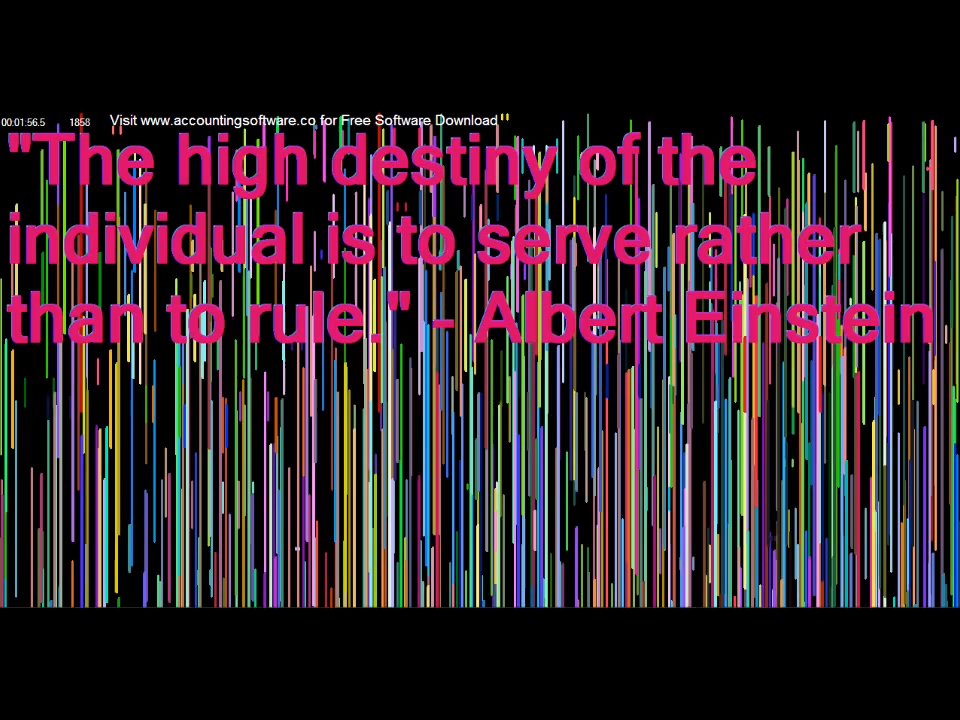 00:01:56.5 1858 Visit www.accountingsoftware.co for Free Software Download
"The high destiny of the
individual is to serve rather
than to rule." - Albert Einstein